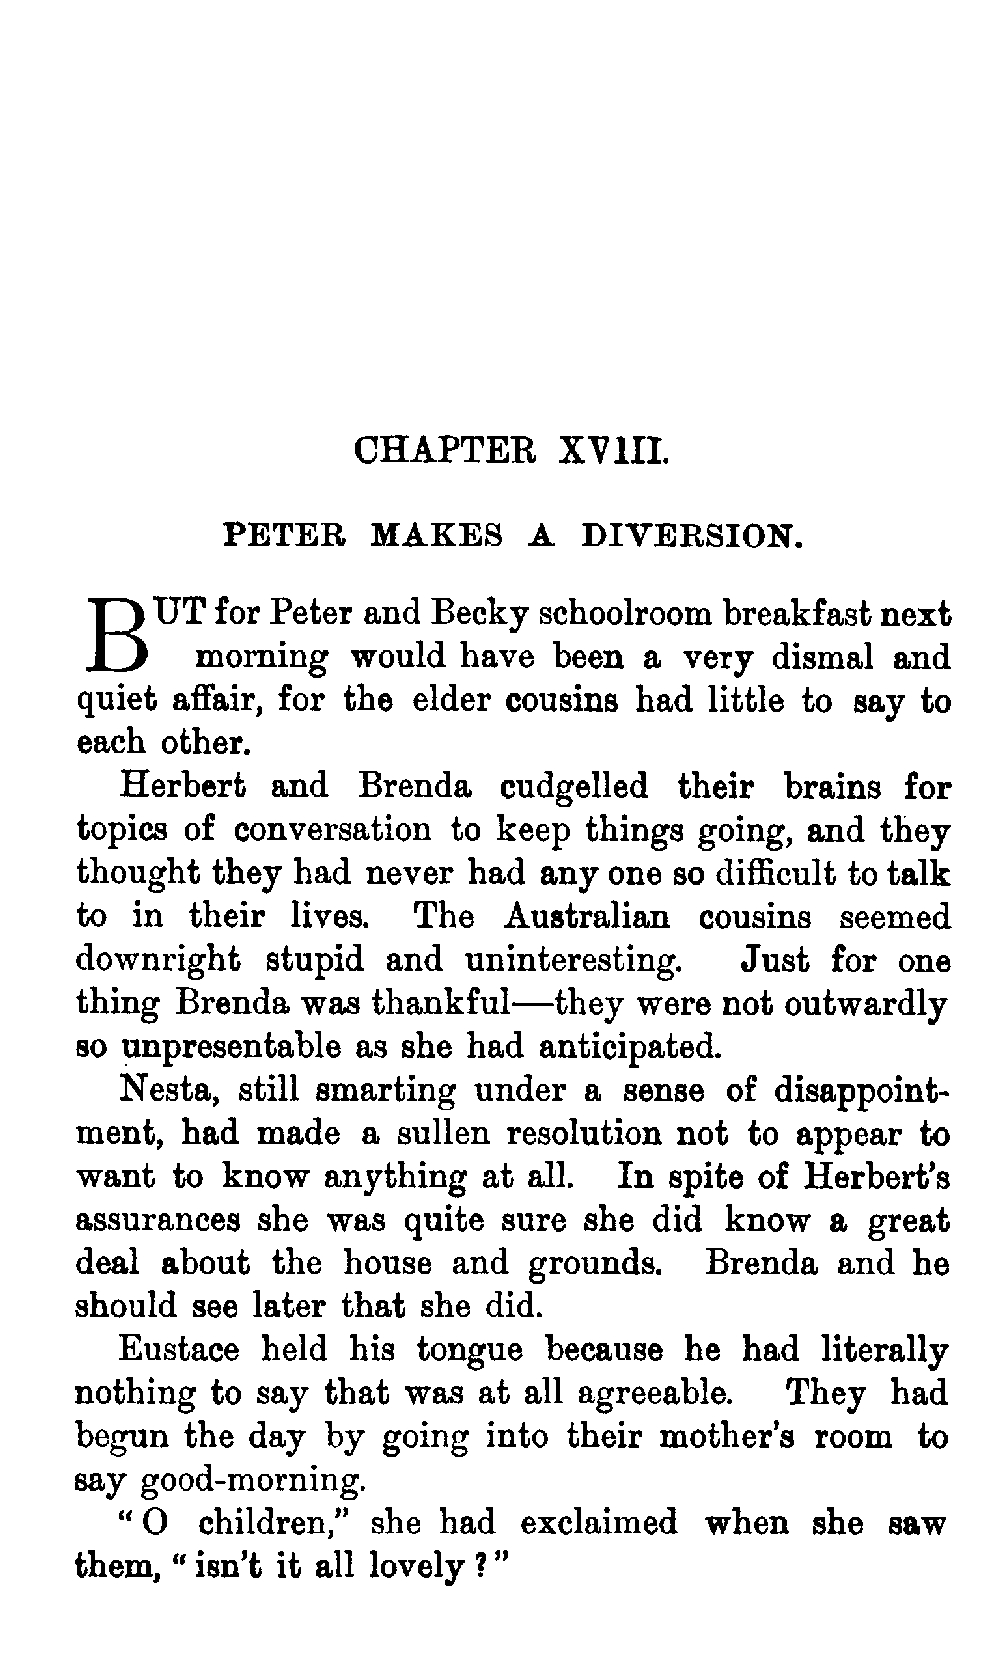 CHAPTER XVIII.
PETER MAKES A DIVERSION.
BUT for Peter and Becky schoolroom breakfast next
morning would have been a very dismal and
quiet affair, for the elder cousins had little to say to
each other.
Herbert and Brenda cudgelled their brains for
topics of conversation to keep things going, and they
thought they had never had any one so difficult to talk
to in their lives. The Australian cousins seemed
downright stupid and uninteresting. Just for one
thing Brenda was thankful—they were not outwardly
so unpresentable as she had anticipated.
Nesta, still smarting under a sense of disappoint-
ment, had made a sullen resolution not to appear to
want to know anything at all. In spite of Herbert's
assurances she was quite sure she did know a great
deal about the house and grounds. Brenda and he
should see later that she did.
Eustace held his tongue because he had literally
nothing to say that was at all agreeable. They had
begun the day by going into their mother's room to
say good-morning.
"O children," she had exclaimed when she saw
them, "isn't it all lovely?"